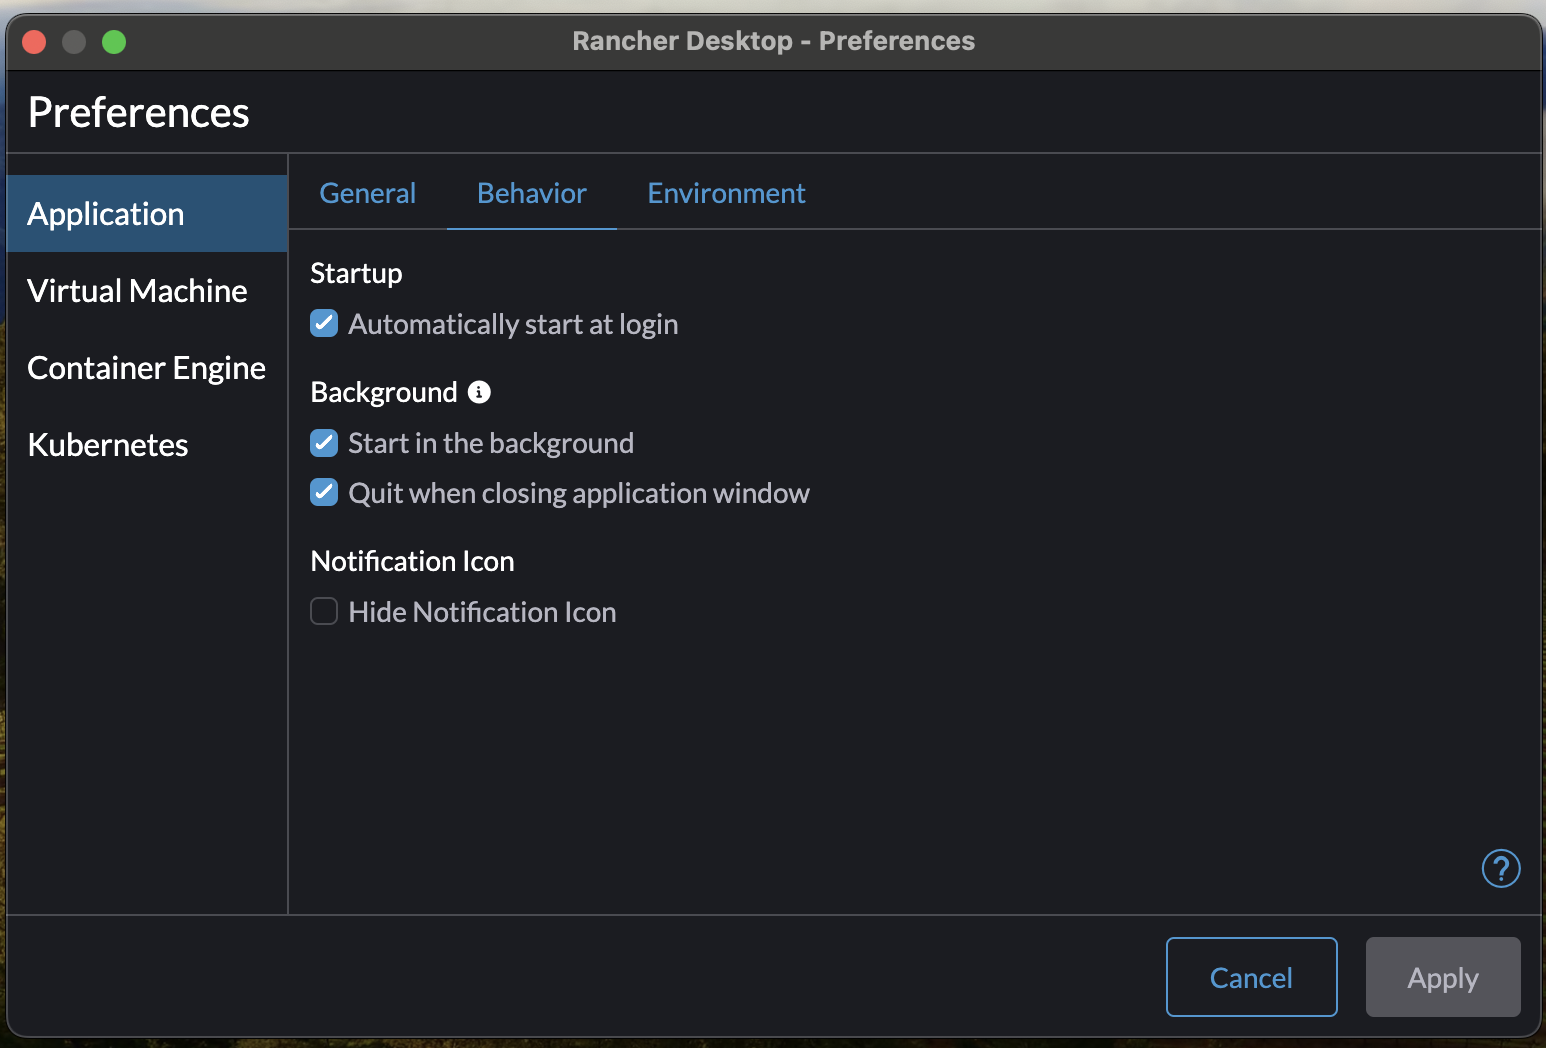 Rancher Desktop - Preferences
Preferences
Application
Virtual Machine
Container Engine
Kubernetes
General Behavior Environment
Startup
Automatically start at login
Background
Start in the background
Quit when closing application window
Notification Icon
Hide Notification Icon
?
Cancel Apply